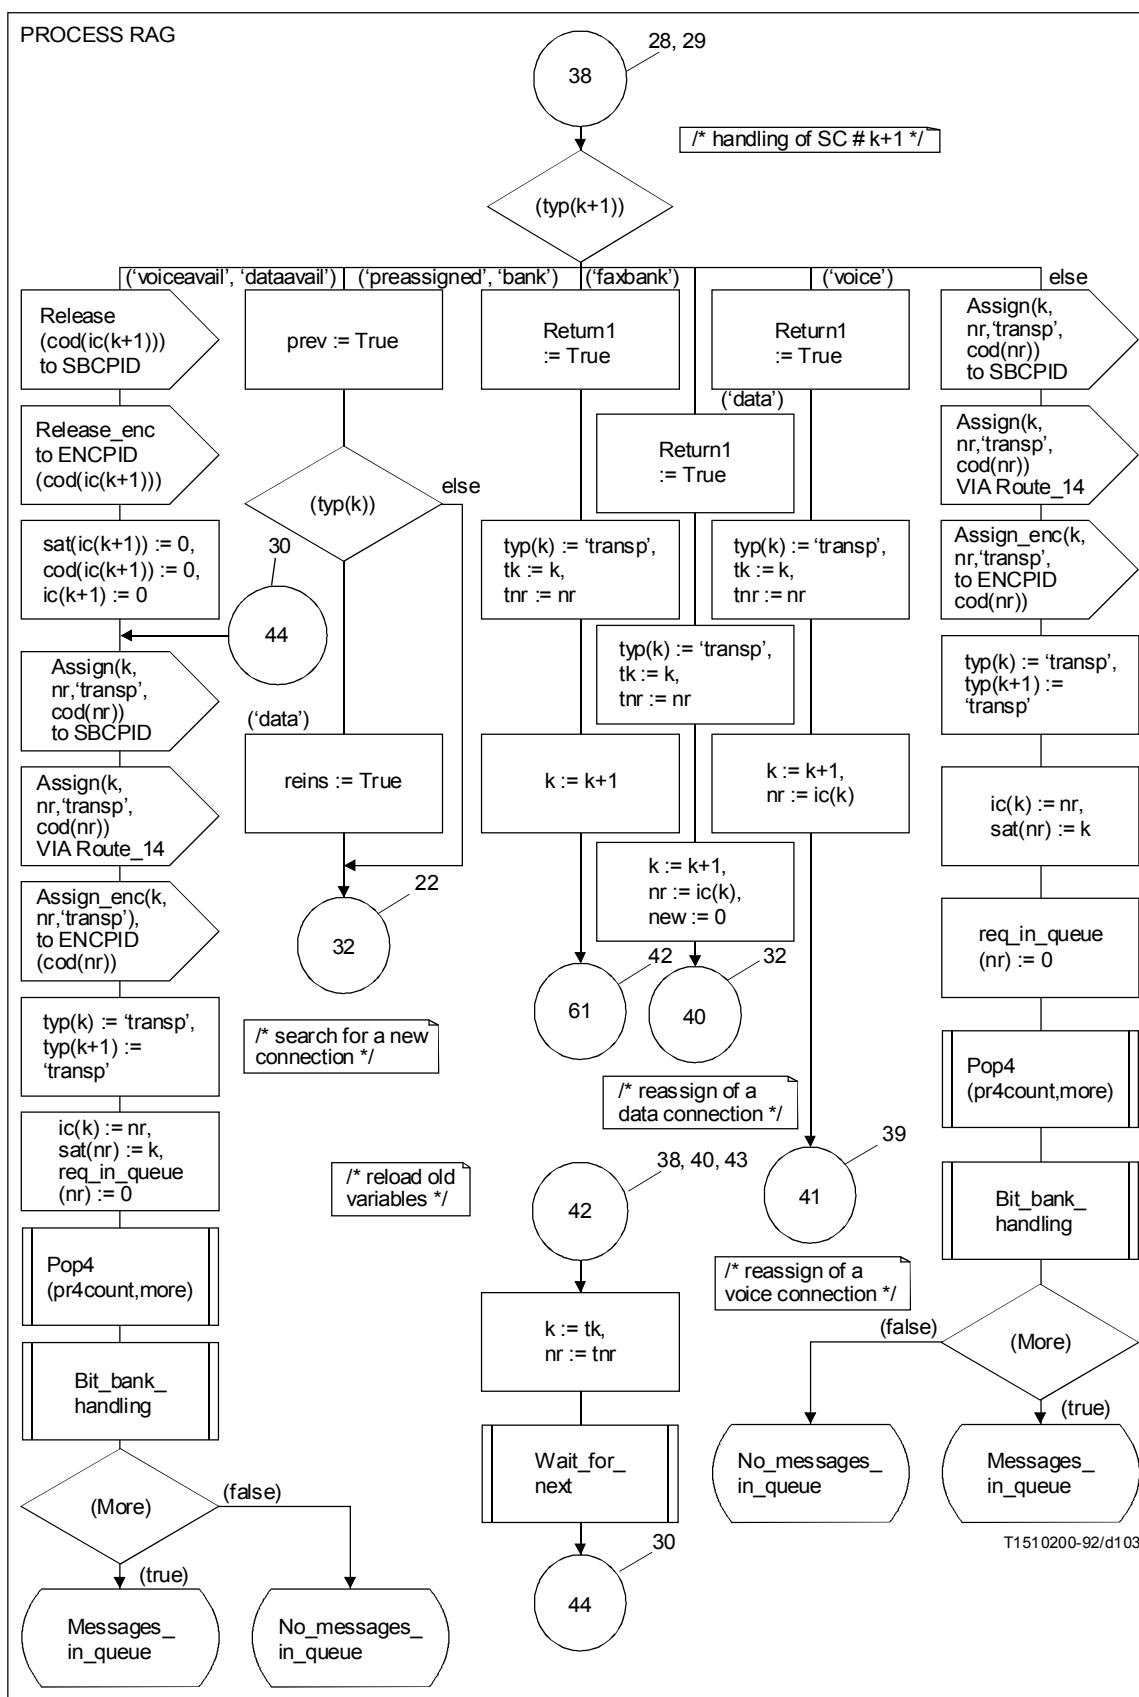 PROCESS RAG
28, 29
38
/* handling of SC # k+1 */
(typ(k+1))
(‘voiceavail’, ‘dataavail’)
(‘preassigned’, ‘bank’)
(‘faxbank’)
(‘voice’)
else
Release
(cod(ic(k+1)))
to SBCPID
Release_enc
to ENCPID
(cod(ic(k+1)))
sat(ic(k+1)) := 0,
cod(ic(k+1)) := 0,
ic(k+1) := 0
30
44
Assign(k,
nr,‘transp’,
cod(nr))
to SBCPID
Assign(k,
nr,‘transp’,
cod(nr))
VIA Route_14
Assign_enc(k,
nr,‘transp’),
to ENCPID
(cod(nr))
typ(k) := ‘transp’,
typ(k+1) :=
‘transp’
ic(k) := nr,
sat(nr) := k,
req_in_queue
(nr) := 0
Pop4
(pr4count,more)
Bit_bank_
handling
(More)
(false)
(true)
Messages_
in_queue
No_messages_
in_queue
prev := True
(typ(k))
else
(‘data’)
reins := True
22
32
/* search for a new
connection */
Return1
:= True
typ(k) := ‘transp’,
tk := k,
tnr := nr
k := k+1
42
61
(‘data’)
Return1
:= True
typ(k) := ‘transp’,
tk := k,
tnr := nr
k := k+1,
nr := ic(k),
new := 0
32
40
/* reassign of a
data connection */
Return1
:= True
typ(k) := ‘transp’,
tk := k,
tnr := nr
k := k+1,
nr := ic(k)
39
41
/* reassign of a
voice connection */
/* reload old
variables */
38, 40, 43
42
k := tk,
nr := tnr
Wait_for_
next
30
44
Assign(k,
nr,‘transp’,
cod(nr))
to SBCPID
Assign(k,
nr,‘transp’,
cod(nr))
VIA Route_14
Assign_enc(k,
nr,‘transp’,
to ENCPID
cod(nr))
typ(k) := ‘transp’,
typ(k+1) :=
‘transp’
ic(k) := nr,
sat(nr) := k
req_in_queue
(nr) := 0
Pop4
(pr4count,more)
Bit_bank_
handling
(More)
(false)
(true)
No_messages_
in_queue
Messages_
in_queue
T1510200-92/d103